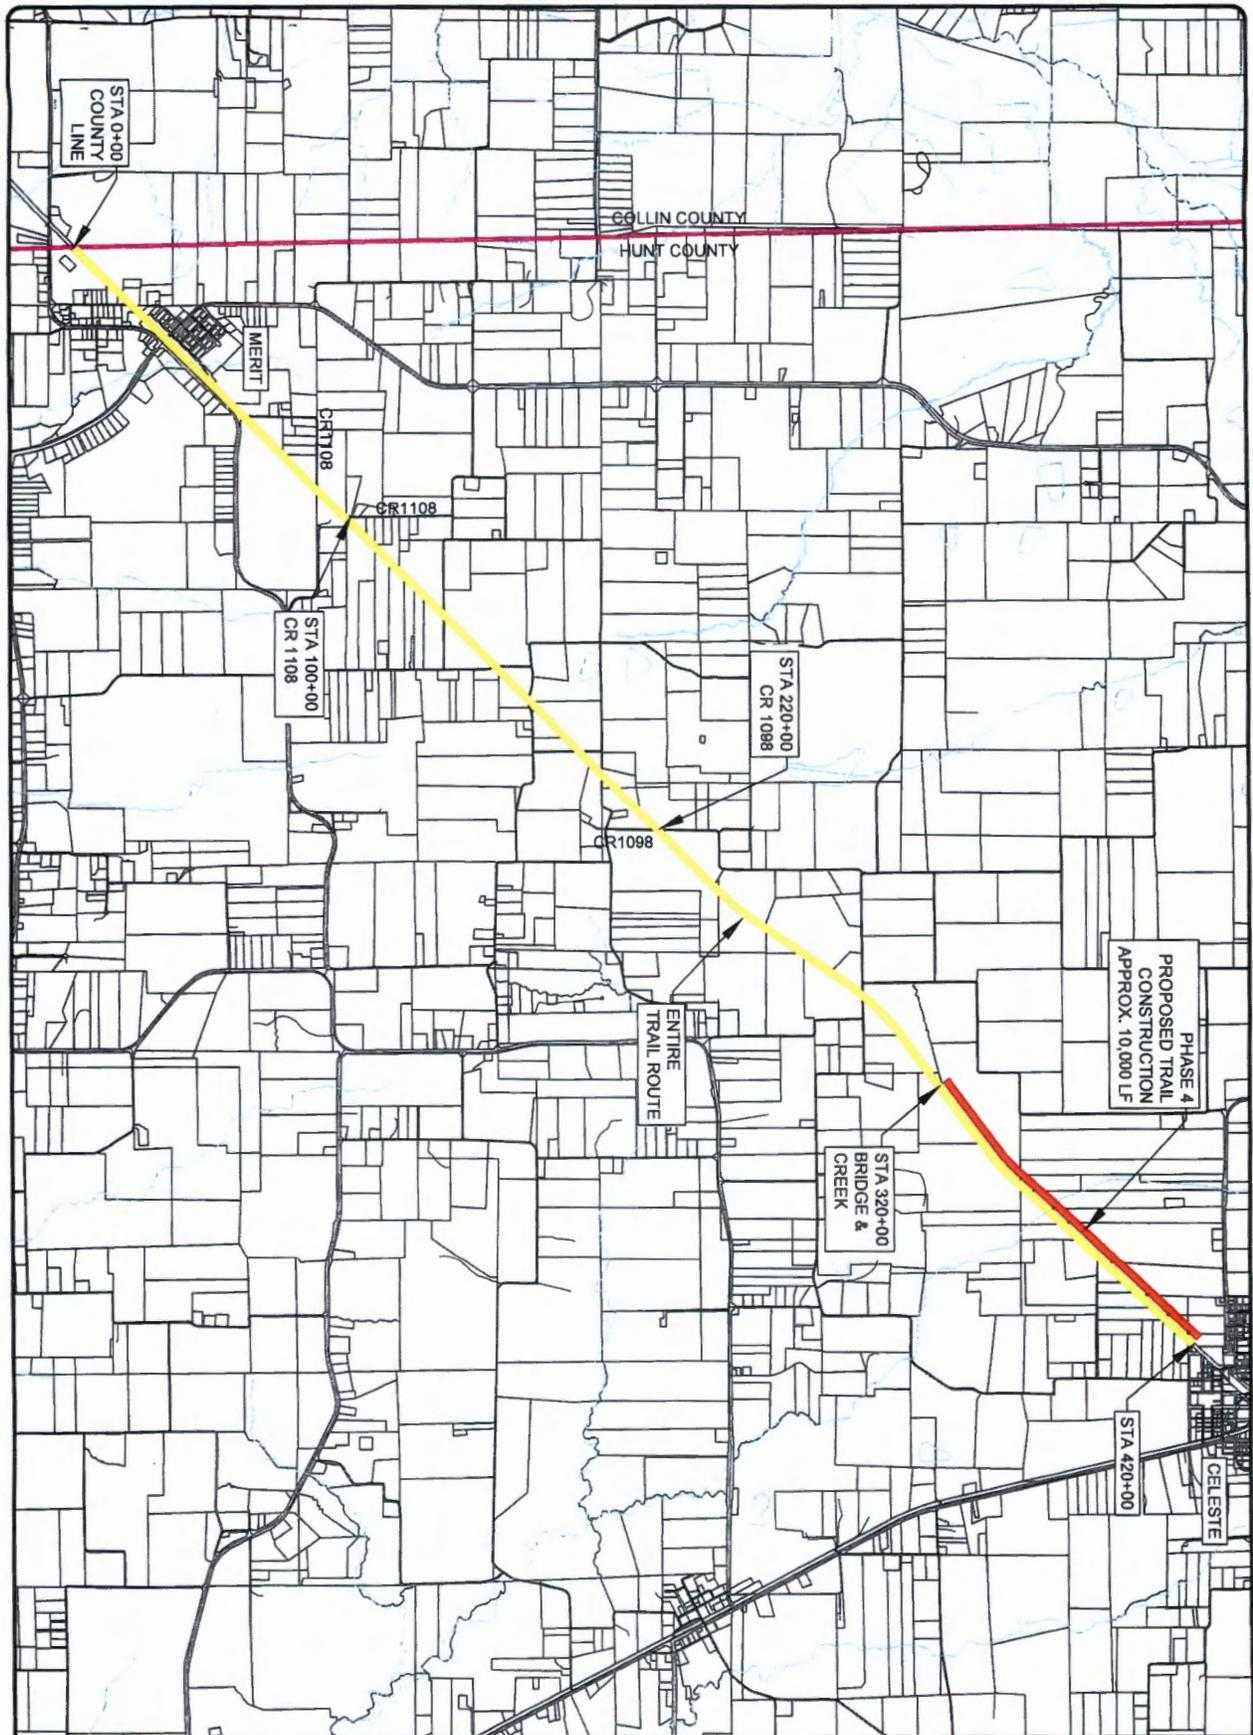 STA 0+00
COUNTY
LINE
COLLIN COUNTY
HUNT COUNTY
MERIT
CR1108
CR1108
STA 100+00
CR 1108
STA 220+00
CR 1098
CR1098
ENTIRE
TRAIL ROUTE
PHASE 4
PROPOSED TRAIL
CONSTRUCTION
APPROX. 10,000 LF
STA 320+00
BRIDGE &
CREEK
STA 420+00
CELESTE